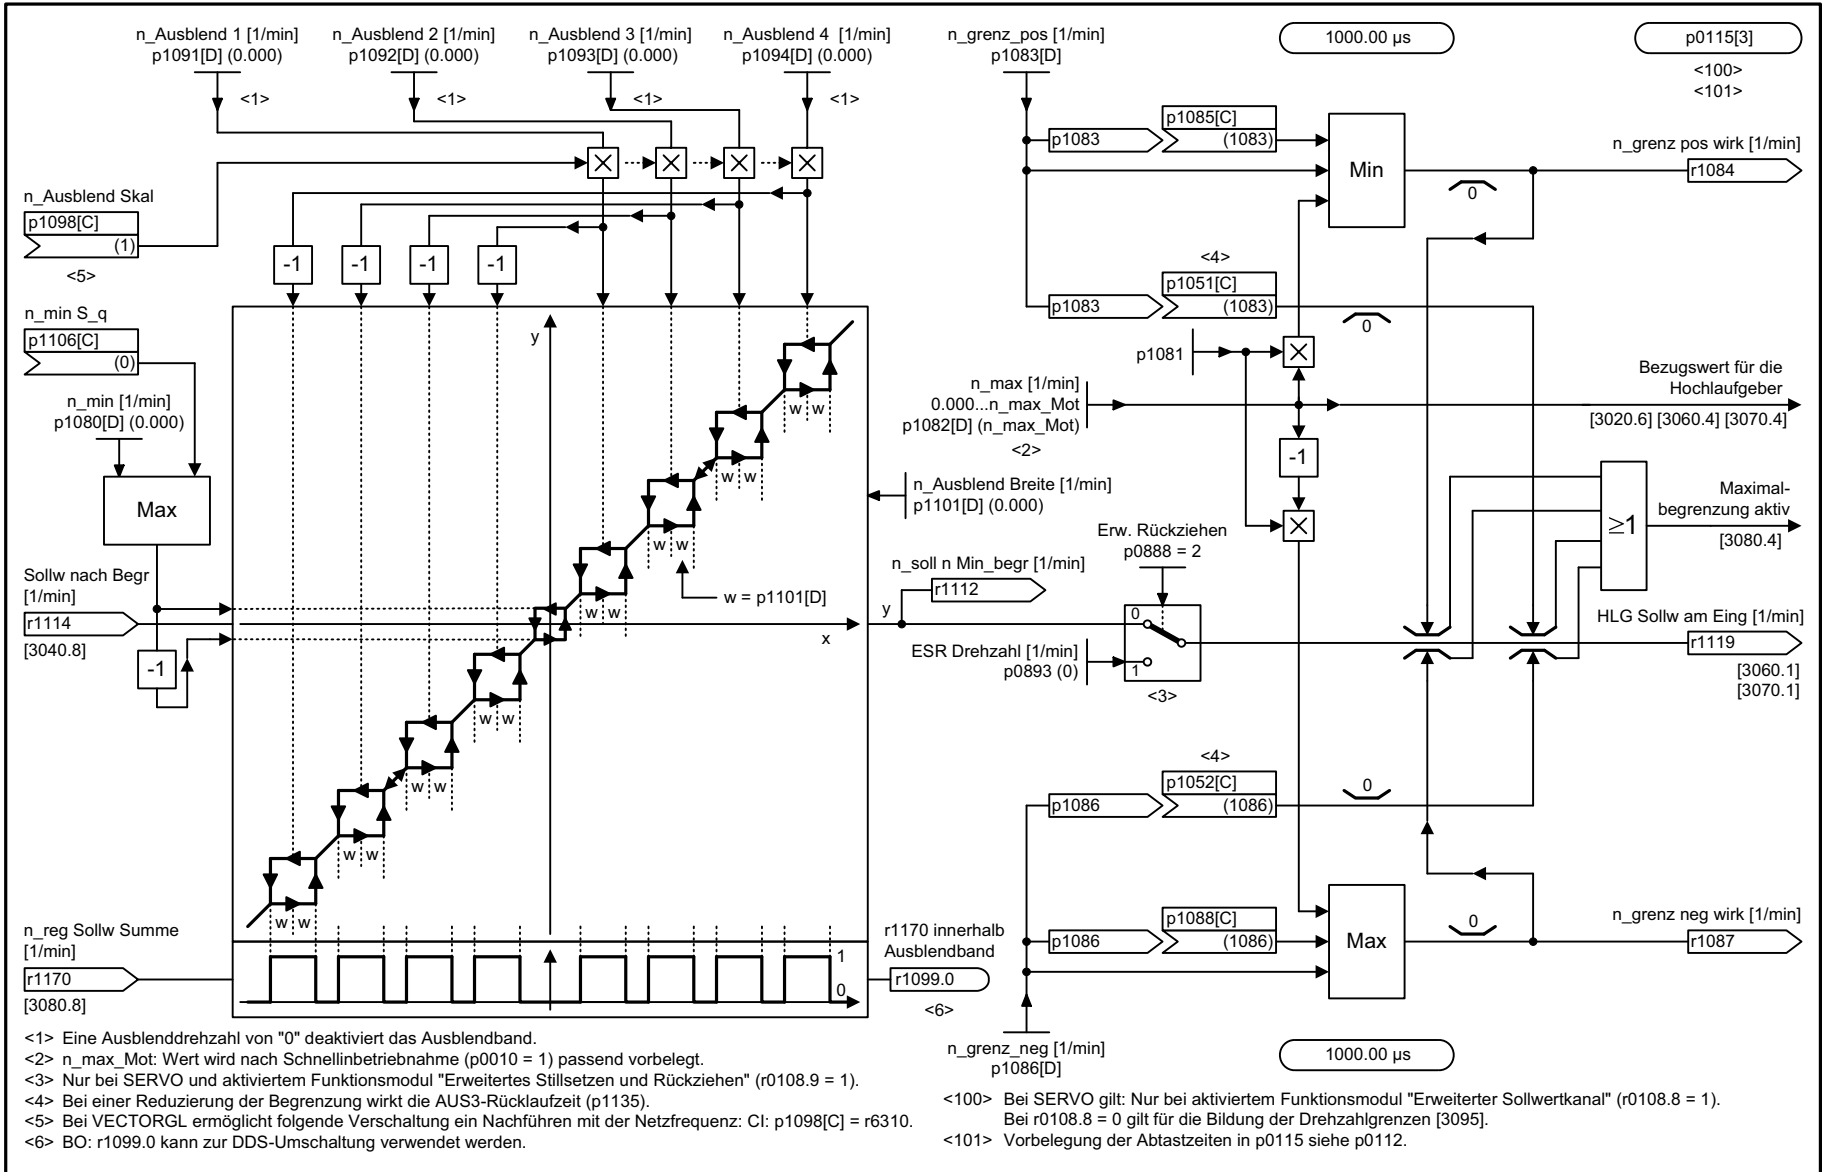 n_Ausblend 1 [1/min]
p1091[D] (0.000)
<1>
n_Ausblend 2 [1/min]
p1092[D] (0.000)
<1>
n_Ausblend 3 [1/min]
p1093[D] (0.000)
<1>
n_Ausblend 4 [1/min]
p1094[D] (0.000)
<1>
n_grenz_pos [1/min]
p1083[D]
1000.00 µs
p0115[3]
<100>
<101>
n_Ausblend Skal
p1098[C]
(1)
<5>
-1
-1
-1
-1
n_min S_q
p1106[C]
(0)
n_min [1/min]
p1080[D] (0.000)
Max
Sollw nach Begr
[1/min]
r1114
[3040.8]
-1
y
x
w w
w w
w w
w w
w w
w w
w w
w w
w = p1101[D]
n_Ausblend Breite [1/min]
p1101[D] (0.000)
n_reg Sollw Summe
[1/min]
r1170
[3080.8]
1
0
r1170 innerhalb
Ausblendband
r1099.0
<6>
p1083
p1085[C]
(1083)
Min
0
n_grenz pos wirk [1/min]
r1084
<4>
p1083
p1051[C]
(1083)
0
p1081
n_max [1/min]
0.000...n_max_Mot
p1082[D] (n_max_Mot)
<2>
-1
Bezugswert für die
Hochlaufgeber
[3020.6] [3060.4] [3070.4]
≥1
Maximal-
begrenzung aktiv
[3080.4]
Erw. Rückziehen
p0888 = 2
n_soll n Min_begr [1/min]
r1112
y
0
1
ESR Drehzahl [1/min]
p0893 (0)
<3>
HLG Sollw am Eing [1/min]
r1119
[3060.1]
[3070.1]
<4>
p1086
p1052[C]
(1086)
0
p1086
p1088[C]
(1086)
Max
0
n_grenz neg wirk [1/min]
r1087
n_grenz_neg [1/min]
p1086[D]
1000.00 µs
<1> Eine Ausblenddrehzahl von "0" deaktiviert das Ausblendband.
<2> n_max_Mot: Wert wird nach Schnellinbetriebnahme (p0010 = 1) passend vorbelegt.
<3> Nur bei SERVO und aktiviertem Funktionsmodul "Erweitertes Stillsetzen und Rückziehen" (r0108.9 = 1).
<4> Bei einer Reduzierung der Begrenzung wirkt die AUS3-Rücklaufzeit (p1135).
<5> Bei VECTORGL ermöglicht folgende Verschaltung ein Nachführen mit der Netzfrequenz: CI: p1098[C] = r6310.
<6> BO: r1099.0 kann zur DDS-Umschaltung verwendet werden.
<100> Bei SERVO gilt: Nur bei aktiviertem Funktionsmodul "Erweiterter Sollwertkanal" (r0108.8 = 1).
Bei r0108.8 = 0 gilt für die Bildung der Drehzahlgrenzen [3095].
<101> Vorbelegung der Abtastzeiten in p0115 siehe p0112.